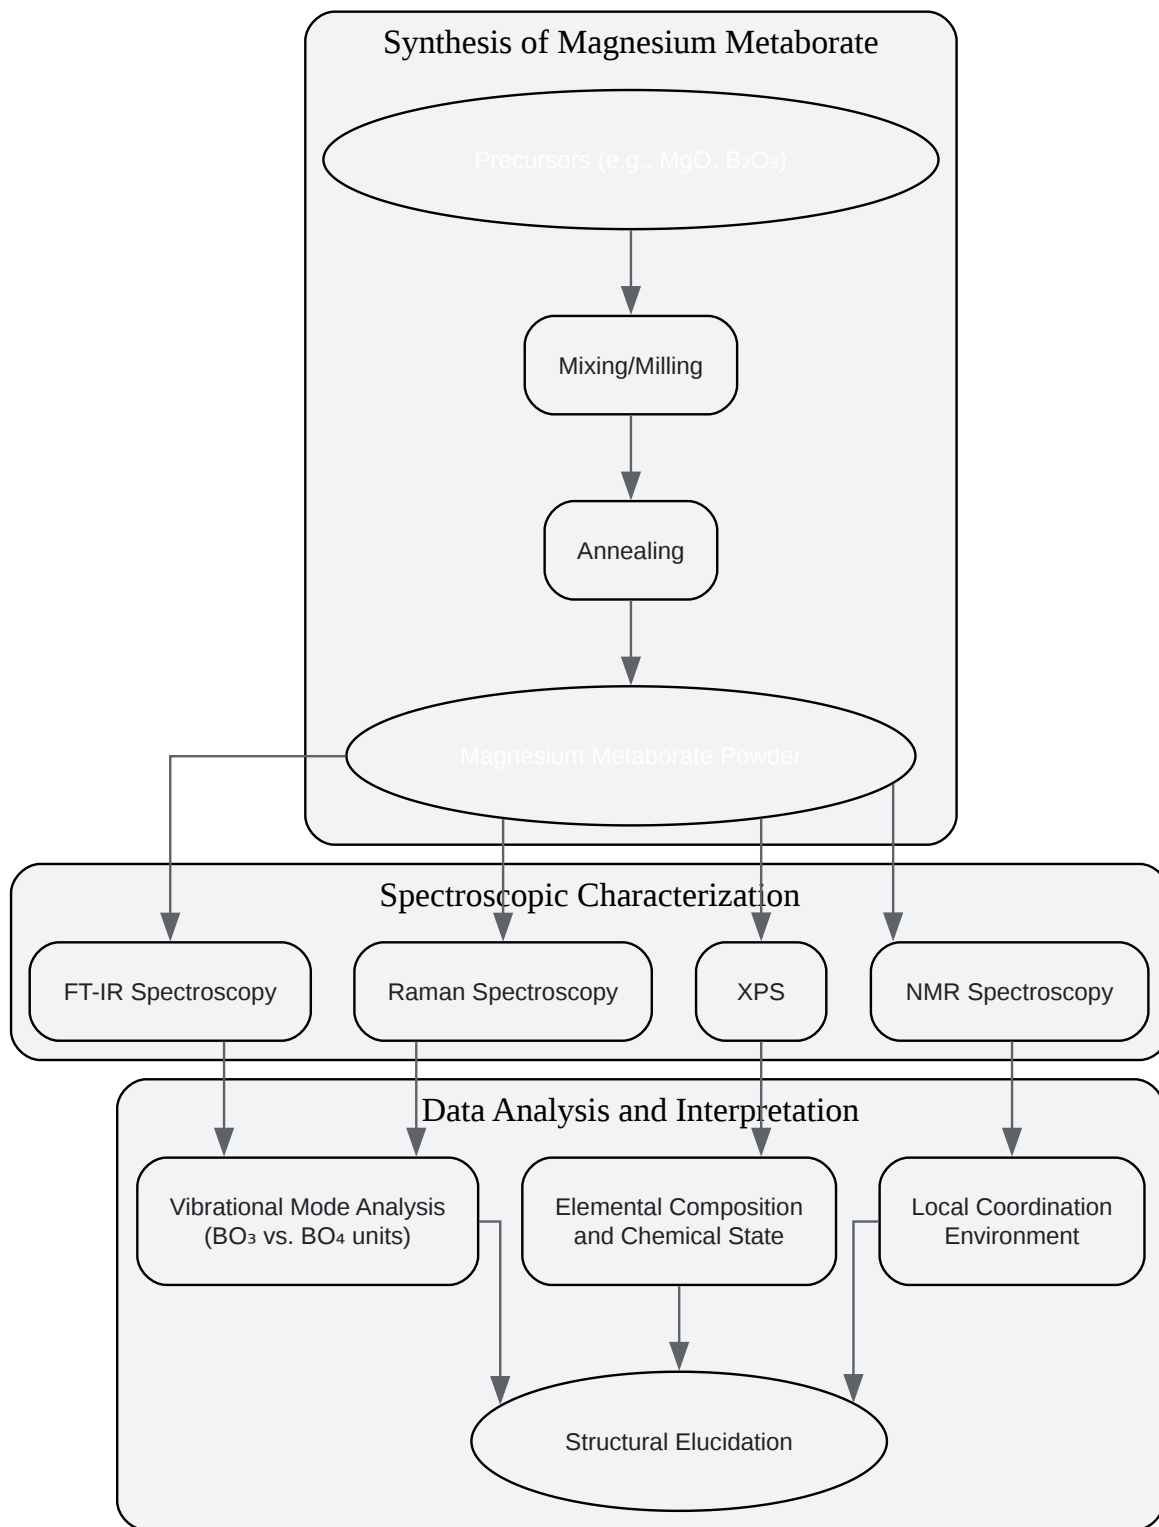 Synthesis of Magnesium Metaborate
Precursors (e.g., MgO, B₂O₃)
Mixing/Milling
Annealing
Magnesium Metaborate Powder
Spectroscopic Characterization
FT-IR Spectroscopy
Raman Spectroscopy
XPS
NMR Spectroscopy
Data Analysis and Interpretation
Vibrational Mode Analysis
(BO₃ vs. BO₄ units)
Elemental Composition
and Chemical State
Local Coordination
Environment
Structural Elucidation